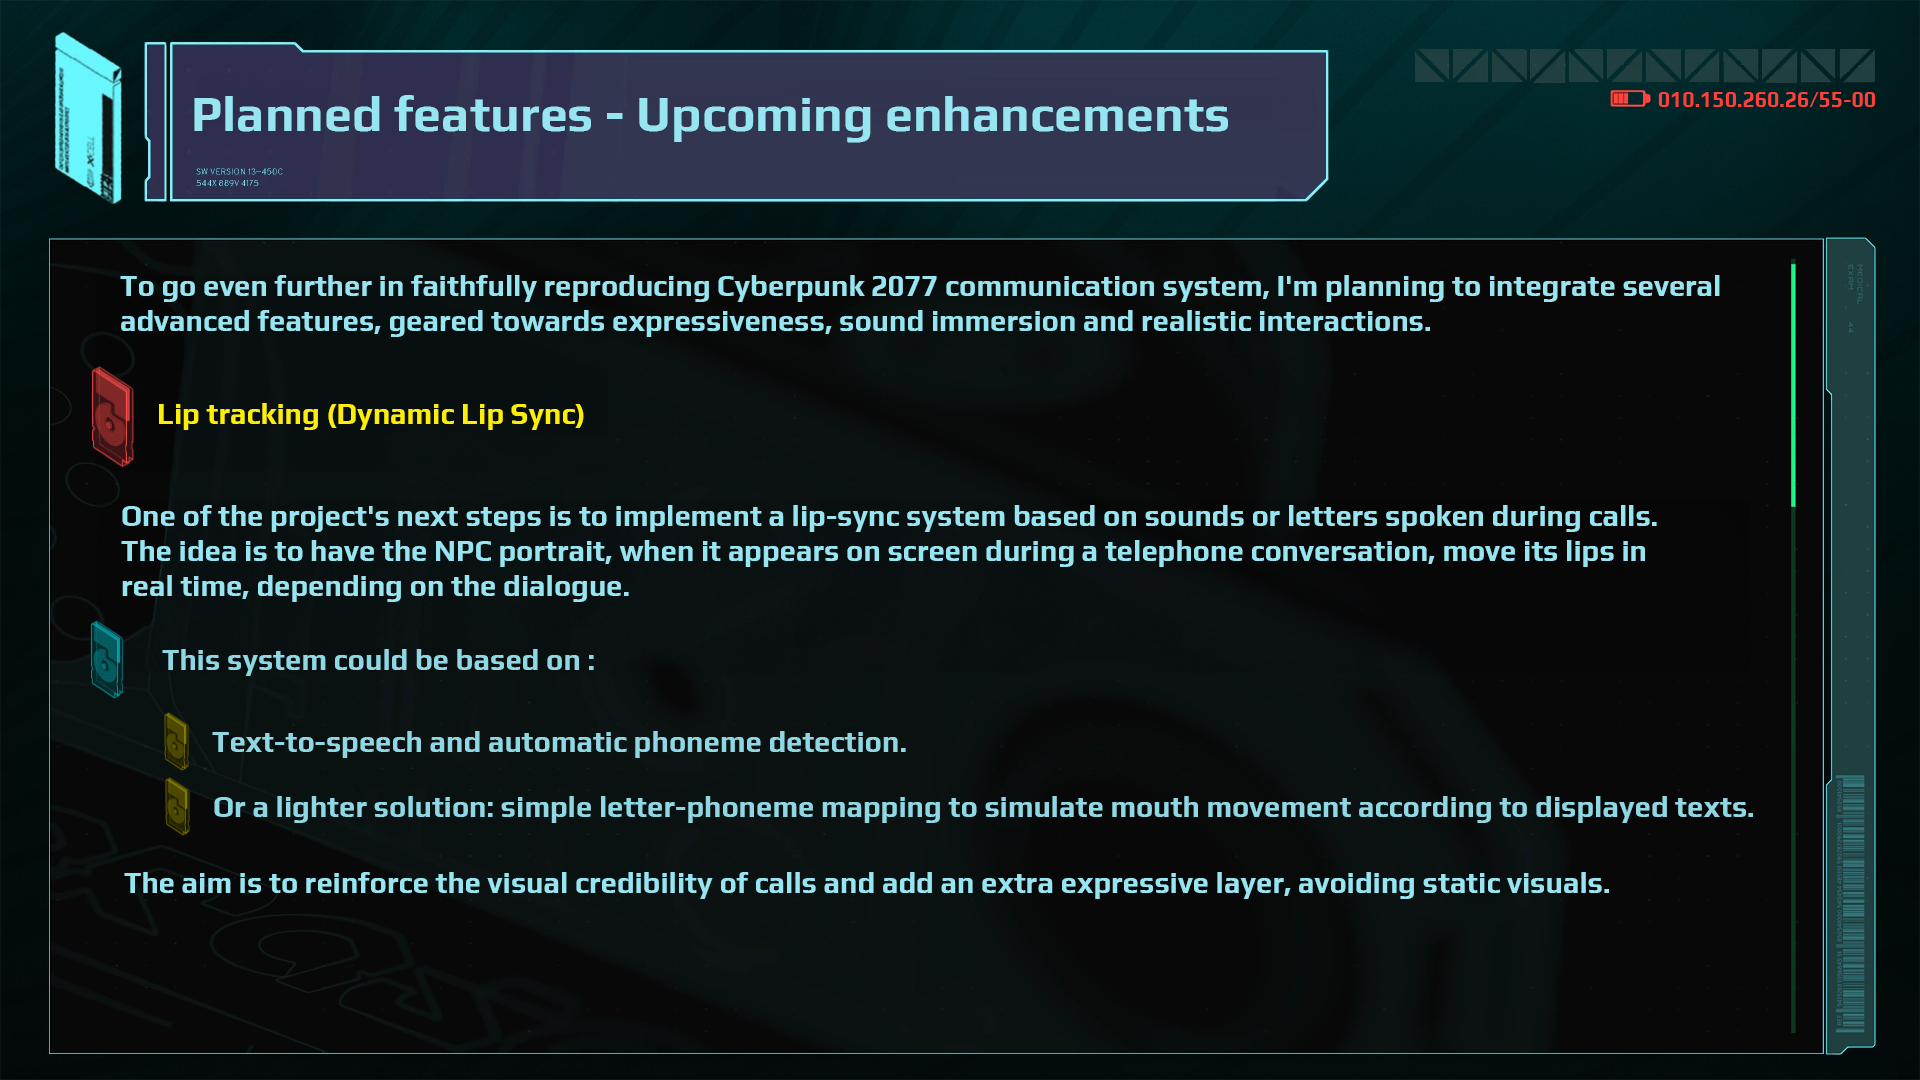 Planned features - Upcoming enhancements
SW VERSION 13-450C
544X 889V 4175
010.150.260.26/55-00
To go even further in faithfully reproducing Cyberpunk 2077 communication system, I'm planning to integrate several
advanced features, geared towards expressiveness, sound immersion and realistic interactions.
Lip tracking (Dynamic Lip Sync)
One of the project's next steps is to implement a lip-sync system based on sounds or letters spoken during calls.
The idea is to have the NPC portrait, when it appears on screen during a telephone conversation, move its lips in
real time, depending on the dialogue.
This system could be based on :
Text-to-speech and automatic phoneme detection.
Or a lighter solution: simple letter-phoneme mapping to simulate mouth movement according to displayed texts.
The aim is to reinforce the visual credibility of calls and add an extra expressive layer, avoiding static visuals.
MEDICAL
EXAM
44